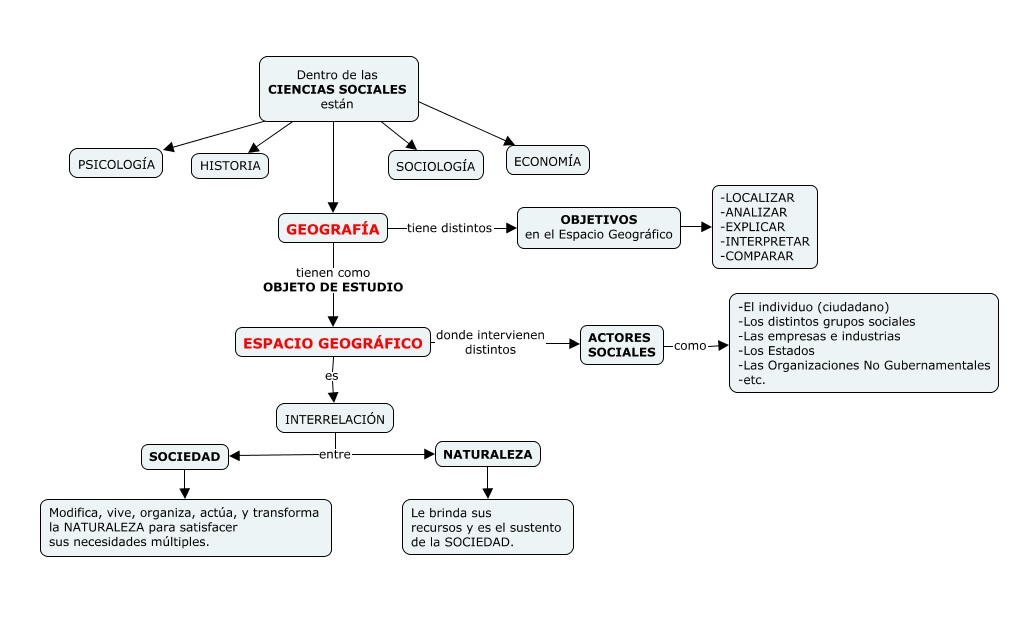 Dentro de las
CIENCIAS SOCIALES
están
PSICOLOGÍA
HISTORIA
SOCIOLOGÍA
ECONOMÍA
GEOGRAFÍA
tiene distintos
OBJETIVOS
en el Espacio Geográfico
-LOCALIZAR
-ANALIZAR
-EXPLICAR
-INTERPRETAR
-COMPARAR
tienen como
OBJETO DE ESTUDIO
ESPACIO GEOGRÁFICO
donde intervienen
distintos
ACTORES
SOCIALES
como
-El individuo (ciudadano)
-Los distintos grupos sociales
-Las empresas e industrias
-Los Estados
-Las Organizaciones No Gubernamentales
-etc.
es
INTERRELACIÓN
entre
SOCIEDAD
NATURALEZA
Modifica, vive, organiza, actúa, y transforma
la NATURALEZA para satisfacer
sus necesidades múltiples.
Le brinda sus
recursos y es el sustento
de la SOCIEDAD.